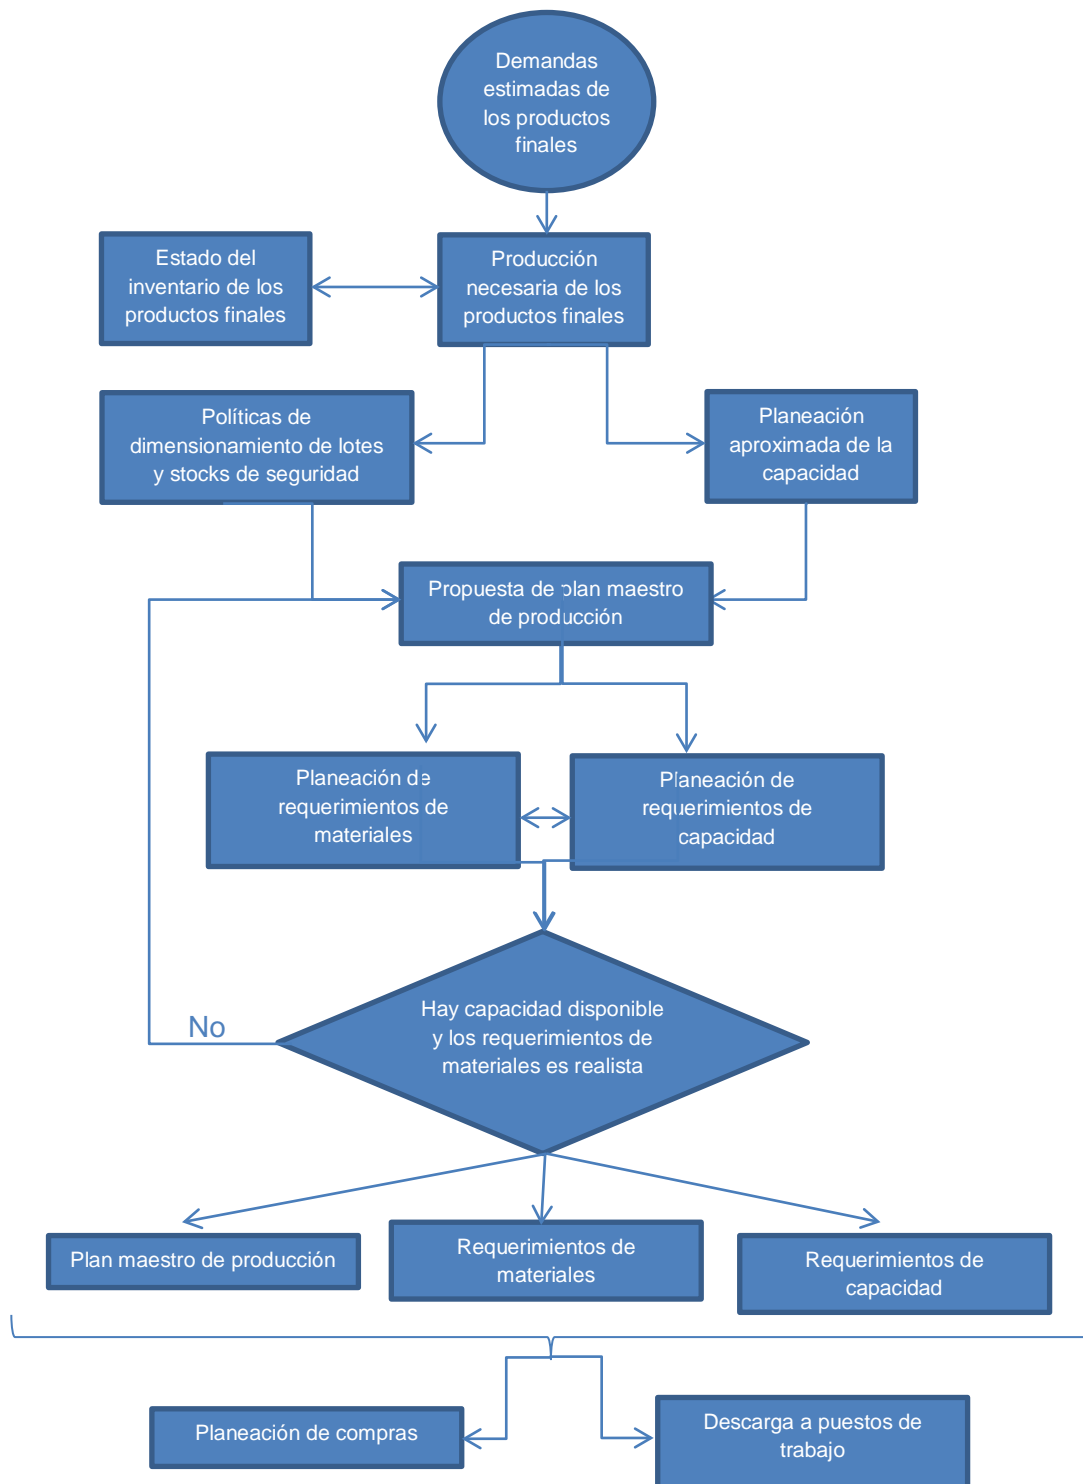 Demandas
estimadas de
los productos
finales
Estado del
inventario de los
productos finales
Producción
necesaria de los
productos finales
Políticas de
dimensionamiento de lotes
y stocks de seguridad
Planeación
aproximada de la
capacidad
Propuesta de plan maestro
de producción
Planeación de
requerimientos de
materiales
Planeación de
requerimientos de
capacidad
Hay capacidad disponible
y los requerimientos de
materiales es realista
No
Plan maestro de producción
Requerimientos de
materiales
Requerimientos de
capacidad
Planeación de compras
Descarga a puestos de
trabajo